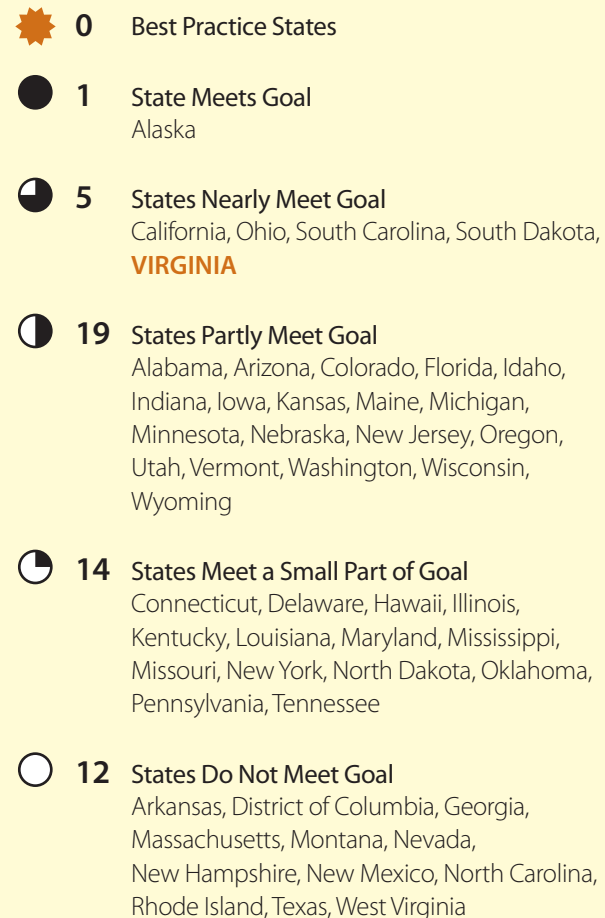 0 Best Practice States
1 State Meets Goal
Alaska
5 States Nearly Meet Goal
California, Ohio, South Carolina, South Dakota,
VIRGINIA
19 States Partly Meet Goal
Alabama, Arizona, Colorado, Florida, Idaho,
Indiana, Iowa, Kansas, Maine, Michigan,
Minnesota, Nebraska, New Jersey, Oregon,
Utah, Vermont, Washington, Wisconsin,
Wyoming
14 States Meet a Small Part of Goal
Connecticut, Delaware, Hawaii, Illinois,
Kentucky, Louisiana, Maryland, Mississippi,
Missouri, New York, North Dakota, Oklahoma,
Pennsylvania, Tennessee
12 States Do Not Meet Goal
Arkansas, District of Columbia, Georgia,
Massachusetts, Montana, Nevada,
New Hampshire, New Mexico, North Carolina,
Rhode Island, Texas, West Virginia